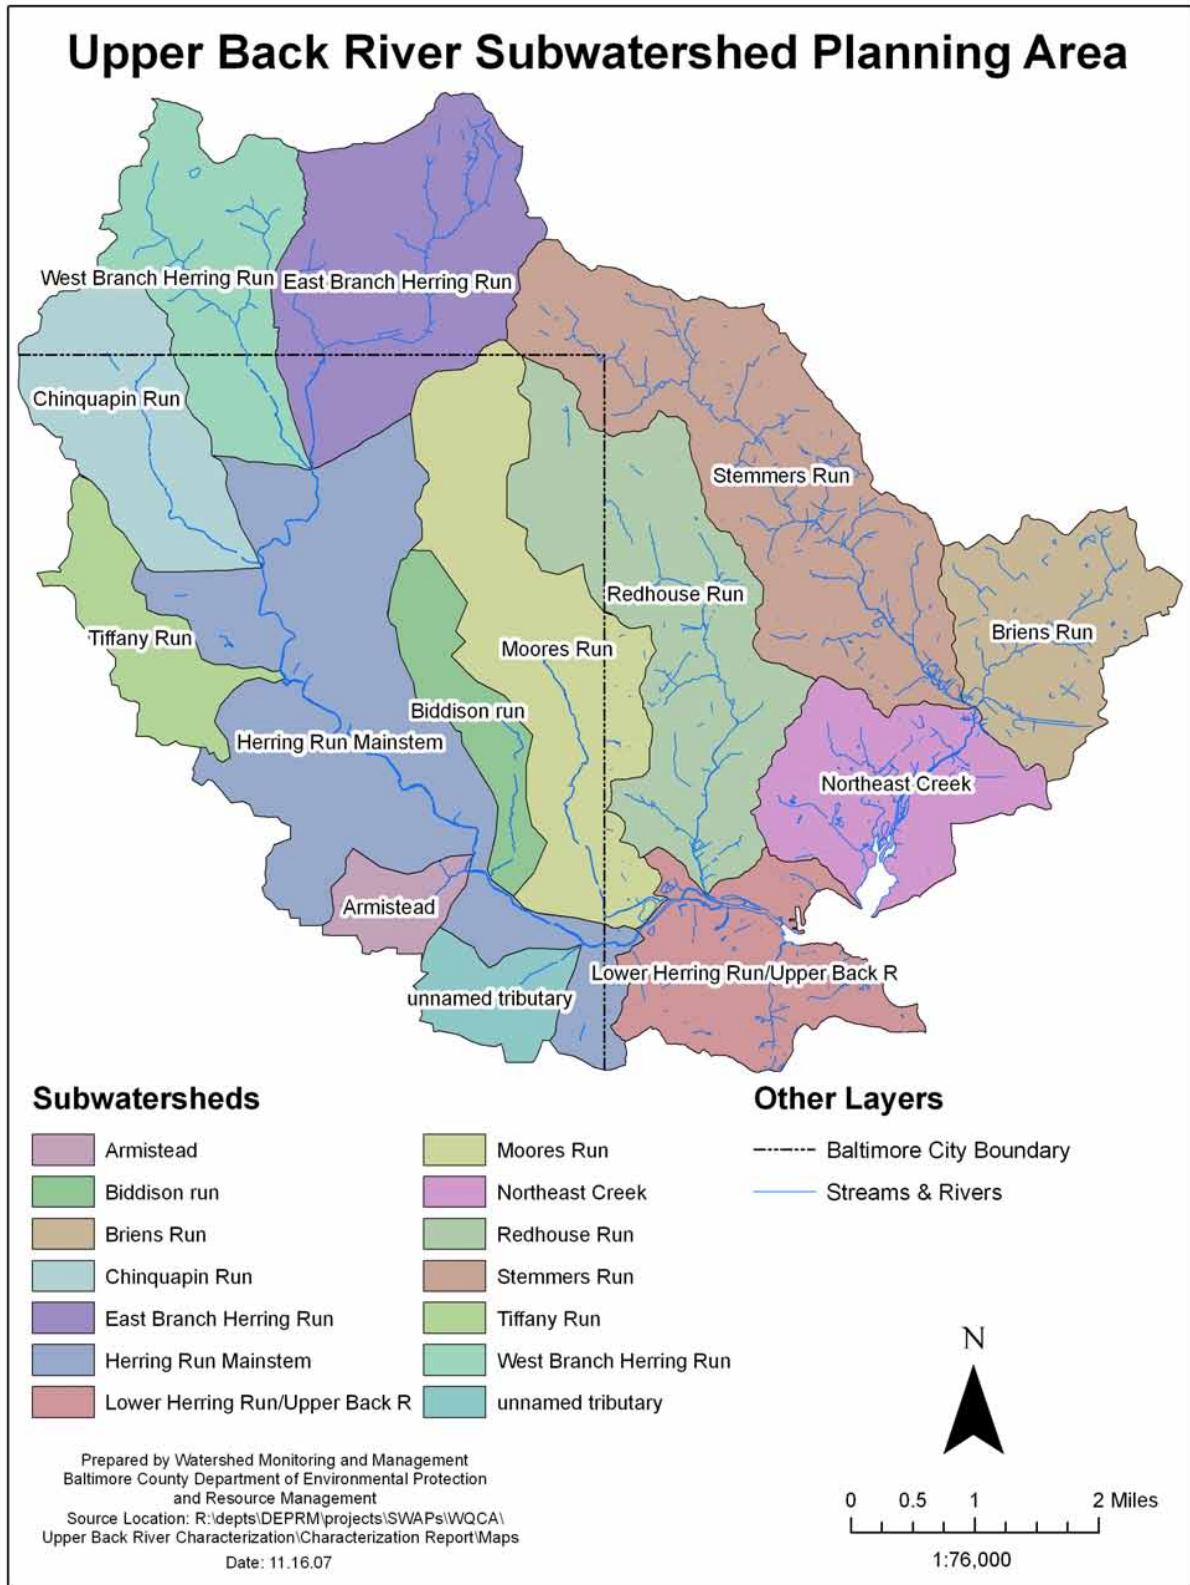 Upper Back River Subwatershed Planning Area
West Branch Herring Run
East Branch Herring Run
Chinquapin Run
Stemmers Run
Redhouse Run
Briens Run
Tiffany Run
Moores Run
Biddison run
Herring Run Mainstem
Northeast Creek
Armistead
Lower Herring Run/Upper Back R
unnamed tributary
Subwatersheds
Armistead
Biddison run
Briens Run
Chinquapin Run
East Branch Herring Run
Herring Run Mainstem
Lower Herring Run/Upper Back R
Moores Run
Northeast Creek
Redhouse Run
Stemmers Run
Tiffany Run
West Branch Herring Run
unnamed tributary
Other Layers
Baltimore City Boundary
Streams & Rivers
N
0 0.5 1 2 Miles
1:76,000
Prepared by Watershed Monitoring and Management
Baltimore County Department of Environmental Protection
and Resource Management
Source Location: R:\depts\DEPRM\projects\SWAPs\WQCA\
Upper Back River Characterization\Characterization Report\Maps
Date: 11.16.07